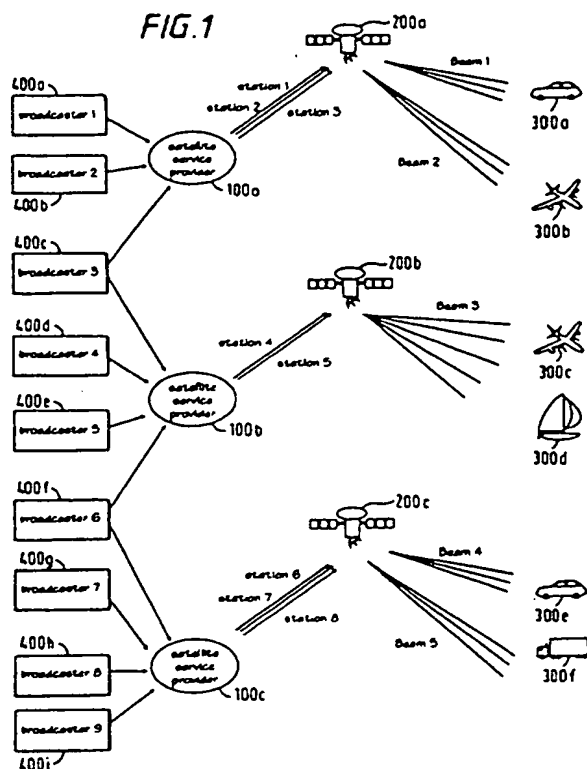 FIG.1
200a
400a
broadcaster 1
station 1
station 2
station 3
Beam 1
300a
satellite
service
provider
100a
broadcaster 2
400b
Beam 2
300b
400c
broadcaster 3
200b
Beam 3
300c
400d
broadcaster 4
station 4
station 5
satellite
service
provider
100b
300d
400e
broadcaster 5
400f
broadcaster 6
200c
Beam 4
300e
400g
broadcaster 7
station 6
station 7
station 8
Beam 5
300f
400h
broadcaster 8
satellite
service
provider
100c
broadcaster 9
400i